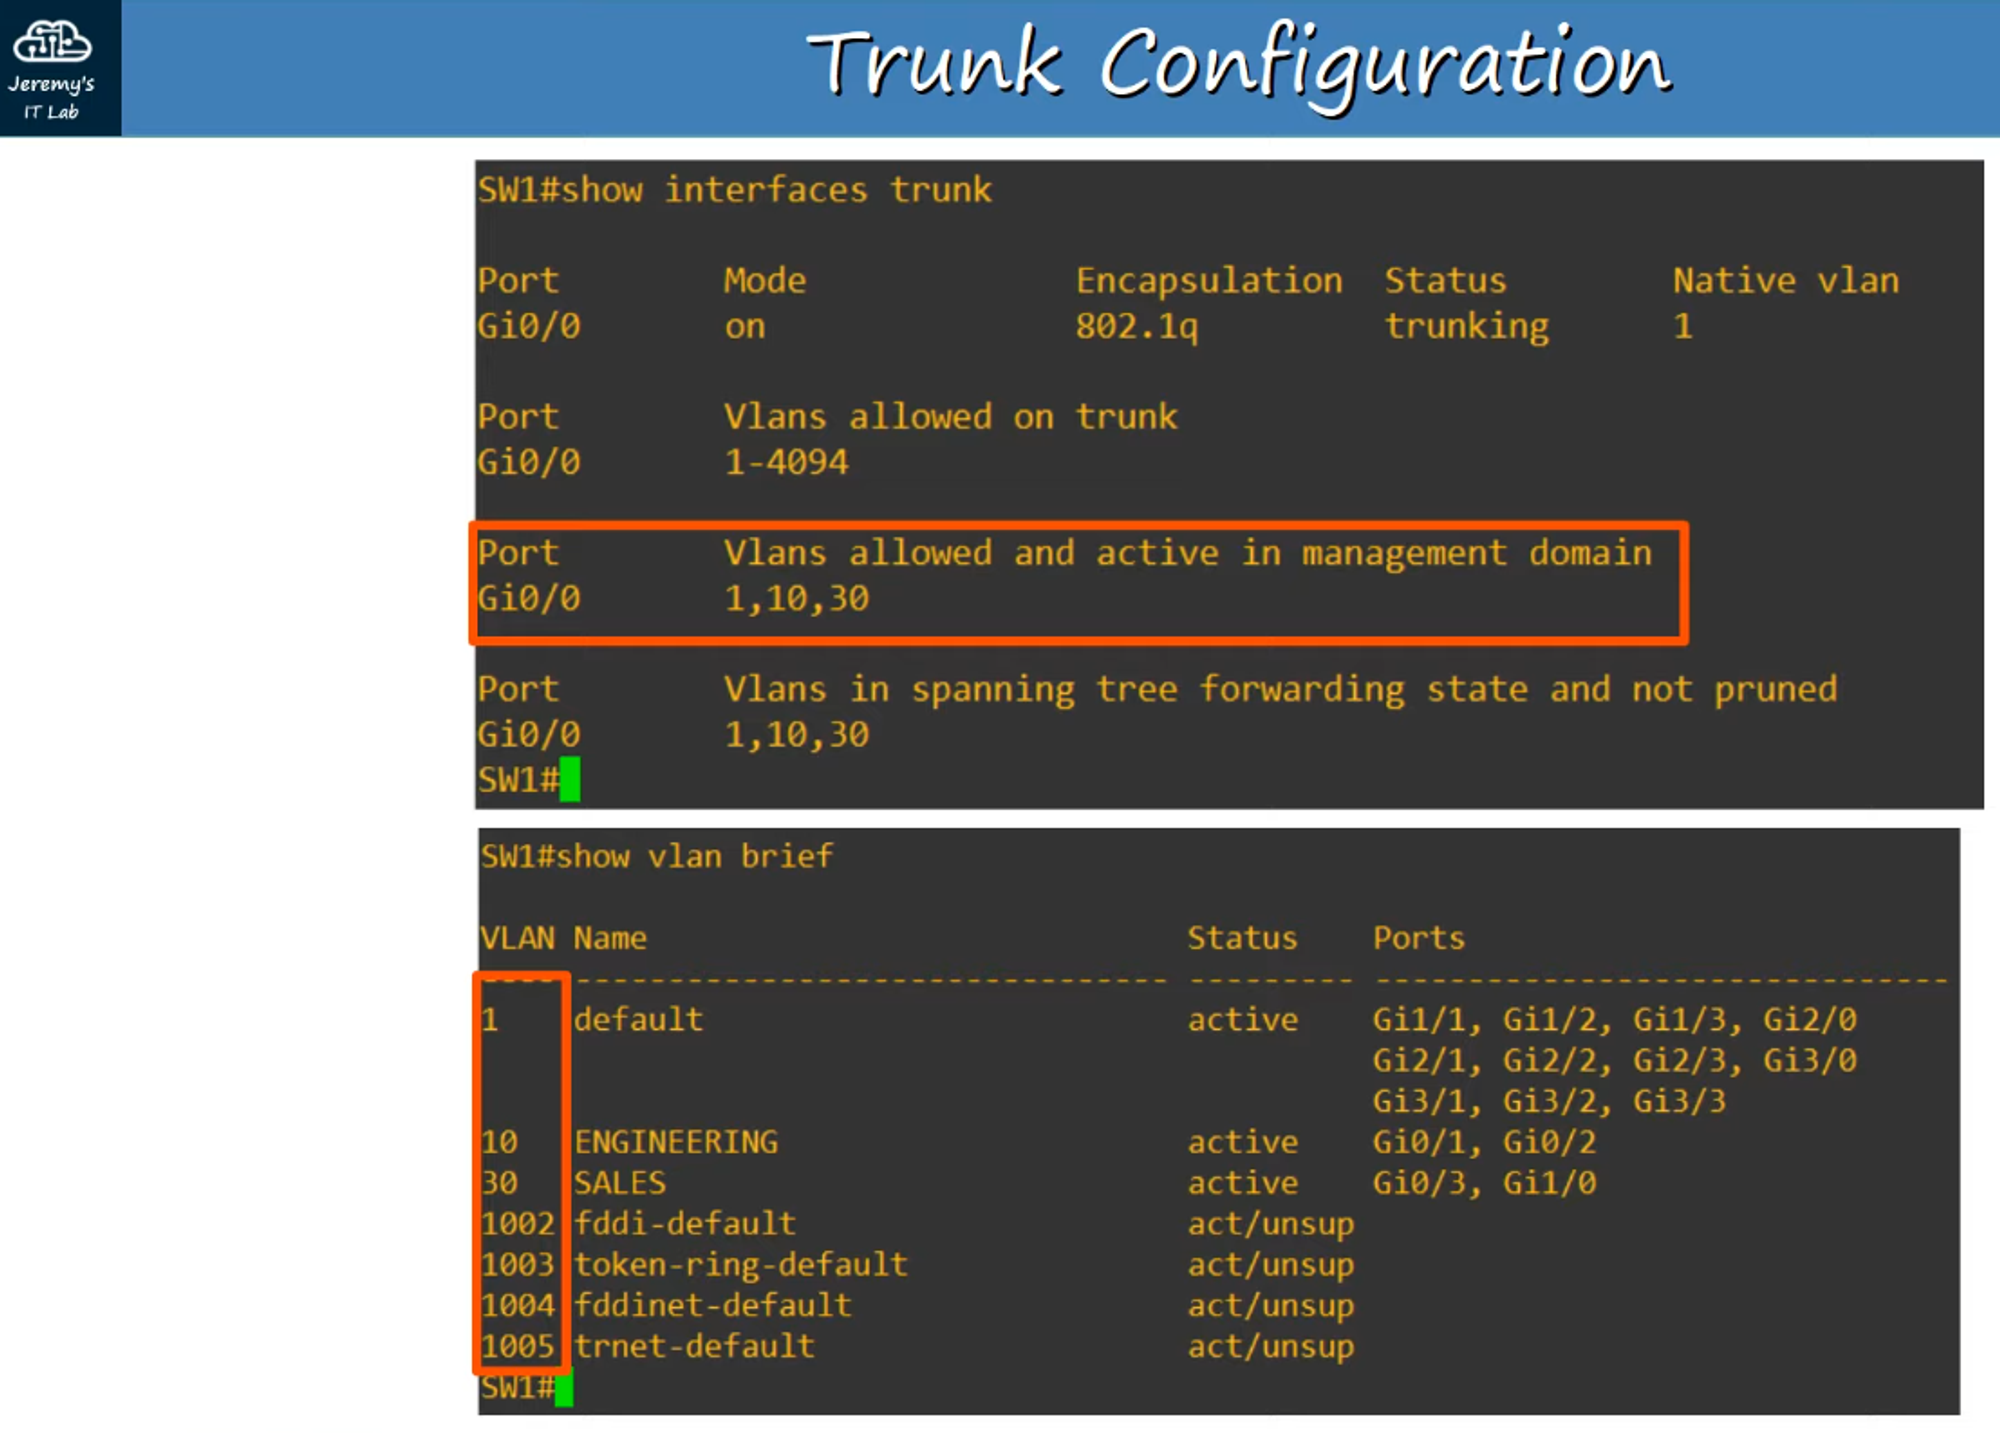 Jeremy's
IT Lab
Trunk Configuration
SW1#show interfaces trunk
Port Mode Encapsulation Status Native vlan
Gi0/0 on 802.1q trunking 1
Port Vlans allowed on trunk
Gi0/0 1-4094
Port Vlans allowed and active in management domain
Gi0/0 1,10,30
Port Vlans in spanning tree forwarding state and not pruned
Gi0/0 1,10,30
SW1#
SW1#show vlan brief
VLAN Name Status Ports
---- -------------------------------- --------- -------------------------------
1 default active Gi1/1, Gi1/2, Gi1/3, Gi2/0
Gi2/1, Gi2/2, Gi2/3, Gi3/0
Gi3/1, Gi3/2, Gi3/3
10 ENGINEERING active Gi0/1, Gi0/2
30 SALES active Gi0/3, Gi1/0
1002 fddi-default act/unsup
1003 token-ring-default act/unsup
1004 fddinet-default act/unsup
1005 trnet-default act/unsup
SW1#